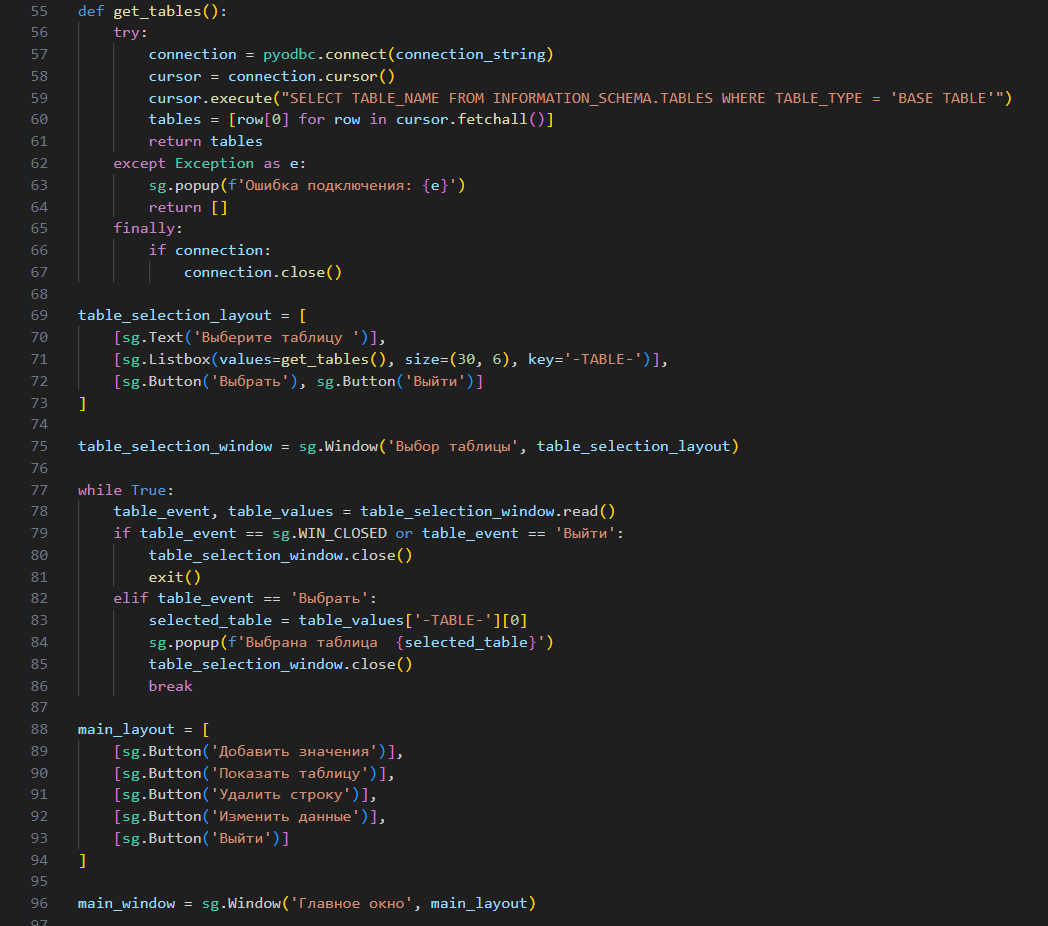 55 def get_tables():
56     try:
57         connection = pyodbc.connect(connection_string)
58         cursor = connection.cursor()
59         cursor.execute("SELECT TABLE_NAME FROM INFORMATION_SCHEMA.TABLES WHERE TABLE_TYPE = 'BASE TABLE'")
60         tables = [row[0] for row in cursor.fetchall()]
61         return tables
62     except Exception as e:
63         sg.popup(f'Ошибка подключения: {e}')
64         return []
65     finally:
66         if connection:
67             connection.close()
68
69 table_selection_layout = [
70     [sg.Text('Выберите таблицу ')],
71     [sg.Listbox(values=get_tables(), size=(30, 6), key='-TABLE-')],
72     [sg.Button('Выбрать'), sg.Button('Выйти')]
73 ]
74
75 table_selection_window = sg.Window('Выбор таблицы', table_selection_layout)
76
77 while True:
78     table_event, table_values = table_selection_window.read()
79     if table_event == sg.WIN_CLOSED or table_event == 'Выйти':
80         table_selection_window.close()
81         exit()
82     elif table_event == 'Выбрать':
83         selected_table = table_values['-TABLE-'][0]
84         sg.popup(f'Выбрана таблица  {selected_table}')
85         table_selection_window.close()
86         break
87
88 main_layout = [
89     [sg.Button('Добавить значения')],
90     [sg.Button('Показать таблицу')],
91     [sg.Button('Удалить строку')],
92     [sg.Button('Изменить данные')],
93     [sg.Button('Выйти')]
94 ]
95
96 main_window = sg.Window('Главное окно', main_layout)
97